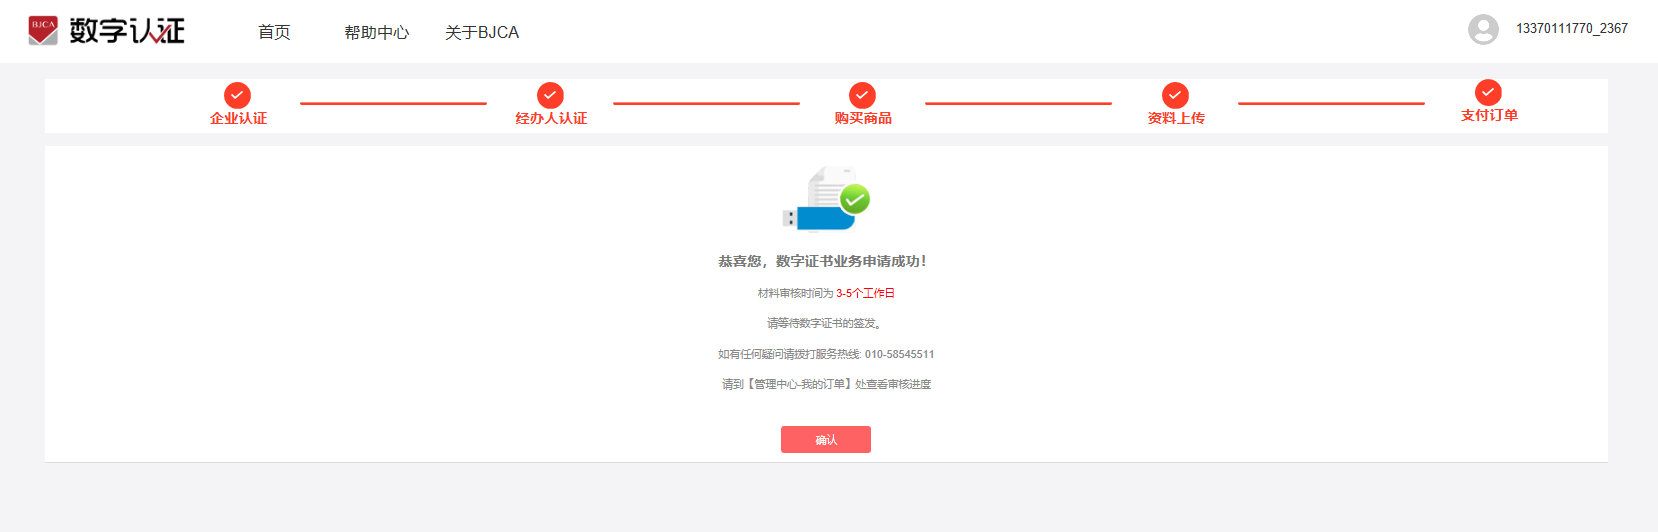 BJCA 数字认证 首页 帮助中心 关于BJCA 13370111770_2367
企业认证 经办人认证 购买商品 资料上传 支付订单
恭喜您，数字证书业务申请成功！
材料审核时间为 3-5个工作日
请等待数字证书的签发。
如有任何疑问请拨打服务热线: 010-58545511
请到【管理中心-我的订单】处查看审核进度
确认